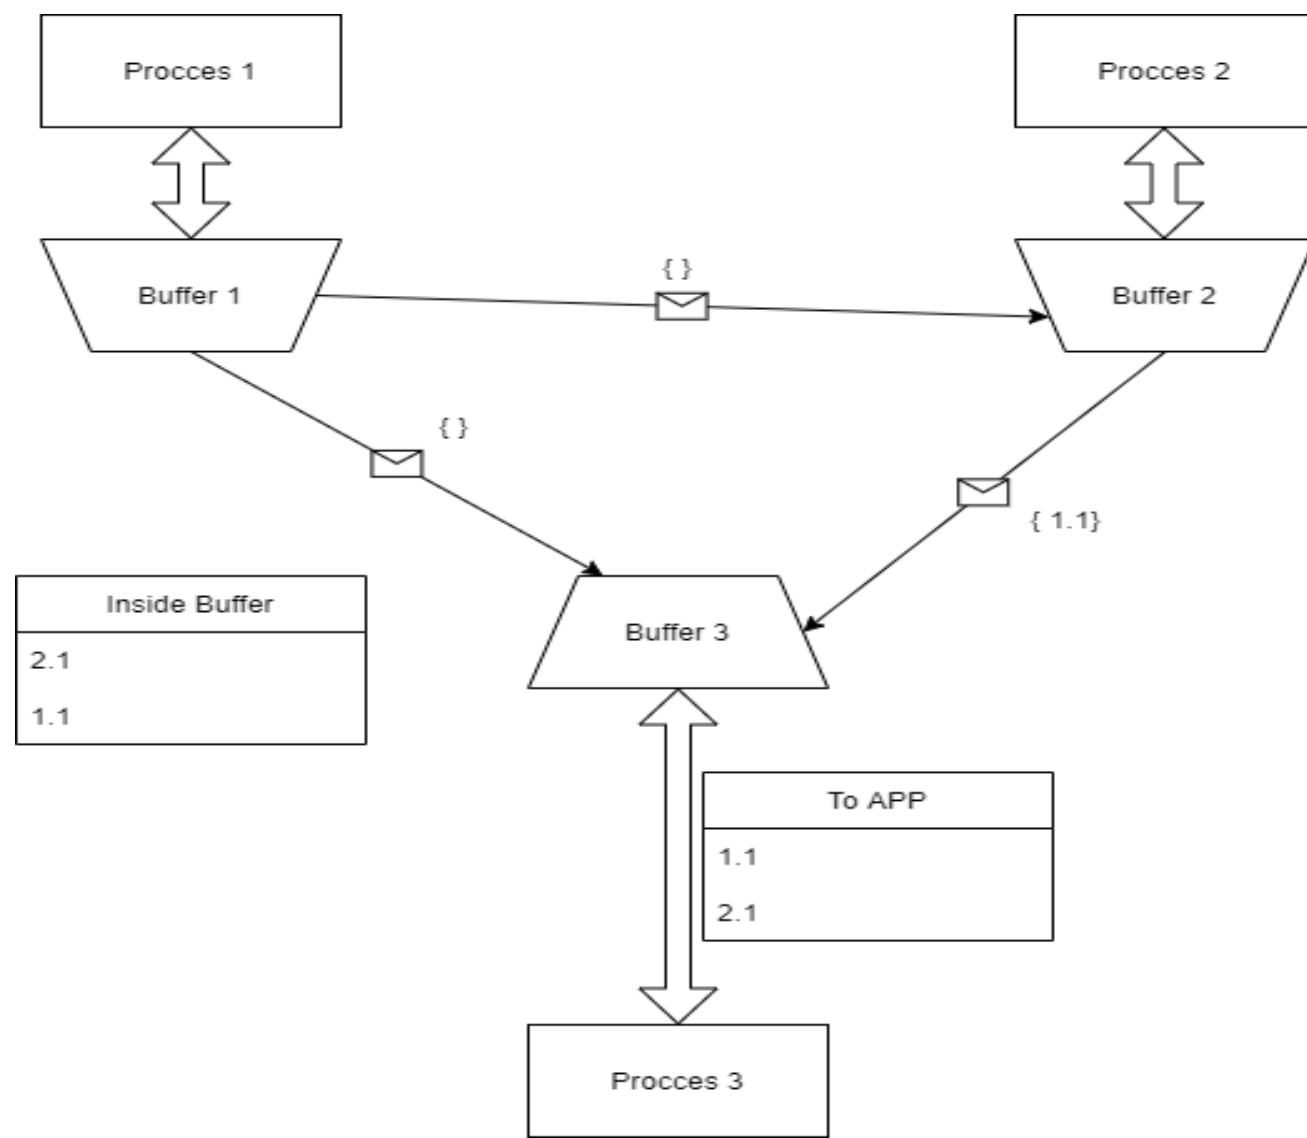 Procces 1
Procces 2
Buffer 1
{ }
Buffer 2
{ }
{ 1.1}
Inside Buffer
2.1
1.1
Buffer 3
To APP
1.1
2.1
Procces 3